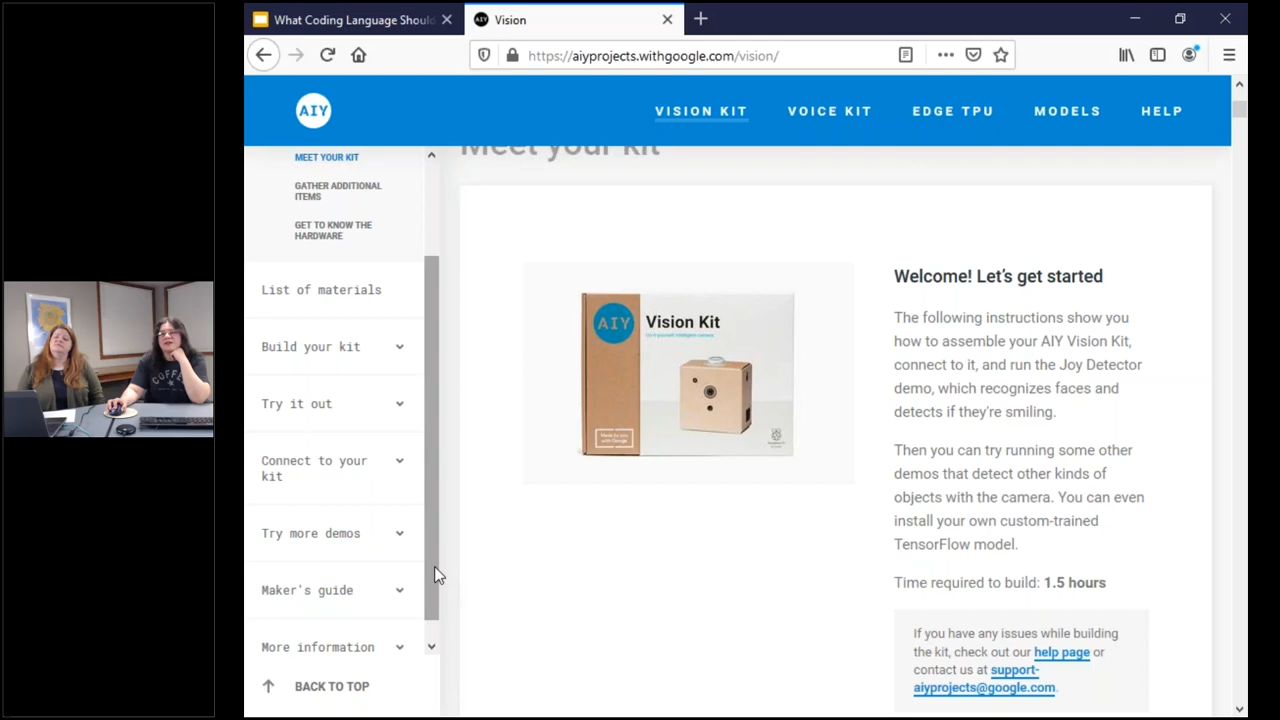 What Coding Language Shoul
AIY Vision
https://aiyprojects.withgoogle.com/vision/
AIY
VISION KIT
VOICE KIT
EDGE TPU
MODELS
HELP
MEET YOUR KIT
GATHER ADDITIONAL
ITEMS
GET TO KNOW THE
HARDWARE
List of materials
Build your kit
Try it out
Connect to your
kit
Try more demos
Maker's guide
More information
BACK TO TOP
Meet your kit
AIY
Vision Kit
COFFEE
Welcome! Let's get started
The following instructions show you
how to assemble your AIY Vision Kit,
connect to it, and run the Joy Detector
demo, which recognizes faces and
detects if they're smiling.
Then you can try running some other
demos that detect other kinds of
objects with the camera. You can even
install your own custom-trained
TensorFlow model.
Time required to build: 1.5 hours
If you have any issues while building
the kit, check out our help page or
contact us at support-
aiyprojects@google.com.